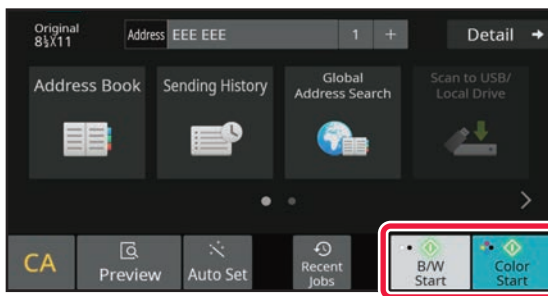 Original
8½X11
Address EEE EEE 1 +
Detail
Address Book
Sending History
Global
Address Search
Scan to USB/
Local Drive
CA
Preview
Auto Set
Recent
Jobs
B/W
Start
Color
Start